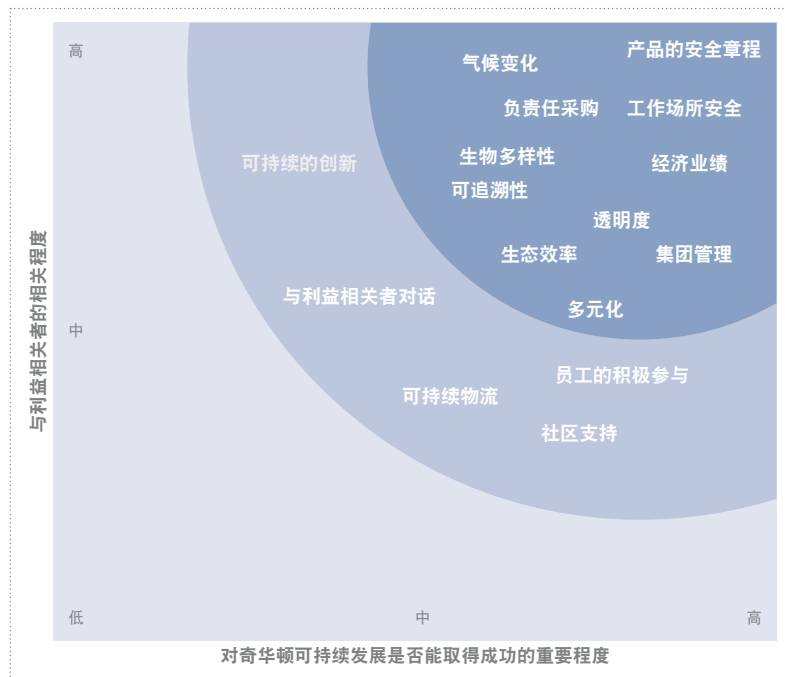 高
产品的安全章程
气候变化
负责任采购
工作场所安全
生物多样性
可持续的创新
经济业绩
可追溯性
透明度
生态效率
集团管理
与利益相关者对话
多元化
与利益相关者的相关程度
中
员工的积极参与
可持续物流
社区支持
低
中
高
对奇华顿可持续发展是否能取得成功的重要程度